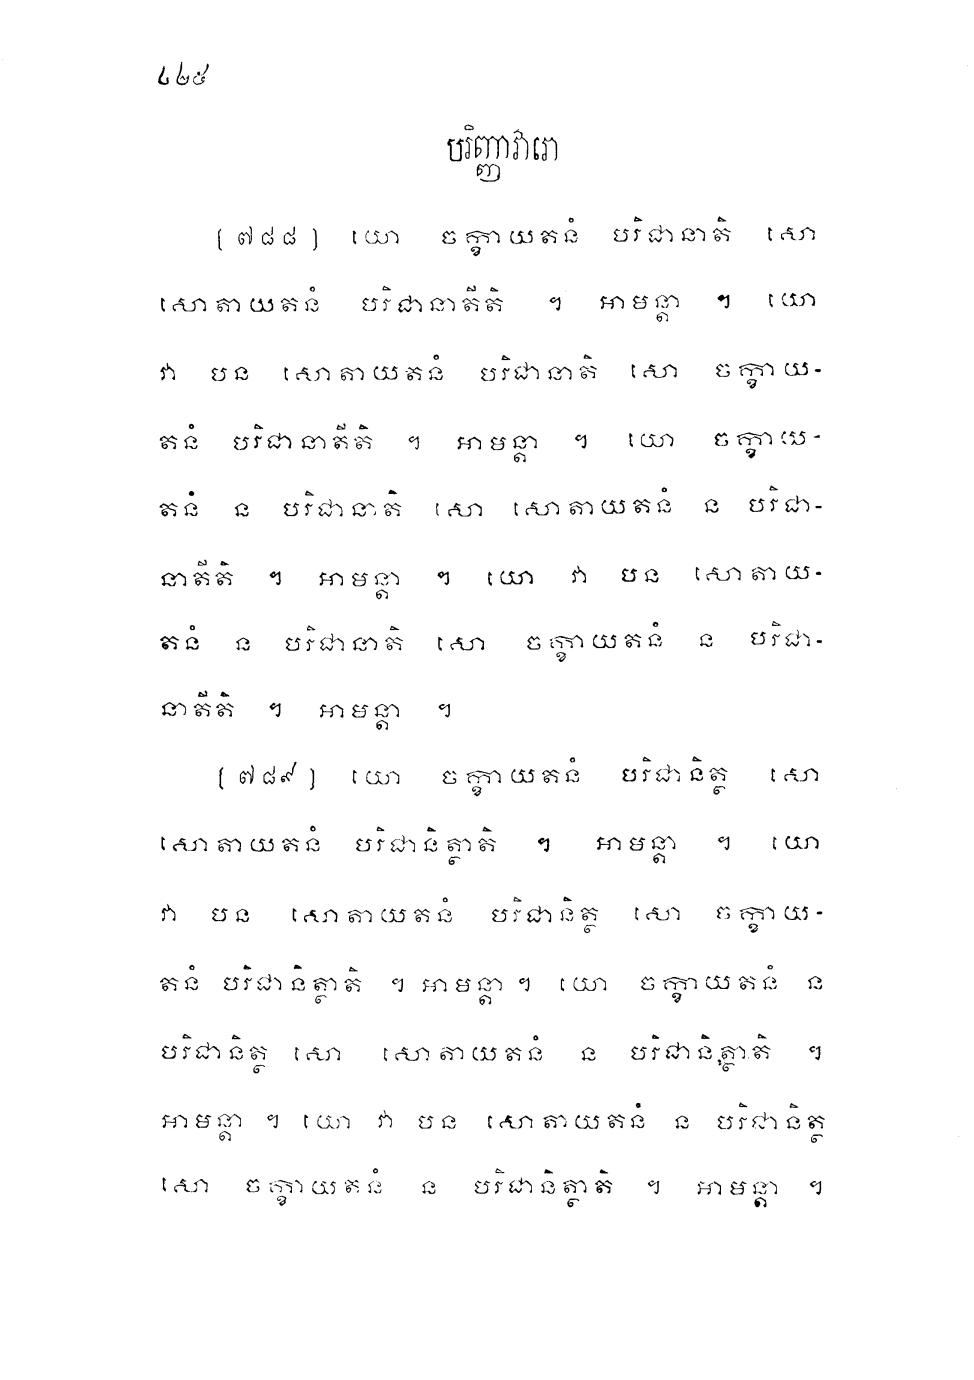 ៤២៥
បរិញ្ញាវារោ
[៧៨៨] យោ ចក្ខាយតនំ បរិជានាតិ សោ
សោតាយតនំ បរិជានាតីតិ ។ អាមន្តា ។ យោ
វា បន សោតាយតនំ បរិជានាតិ សោ ចក្ខាយ-
តនំ បរិជានាតីតិ ។ អាមន្តា ។ យោ ចក្ខាយ-
តនំ ន បរិជានាតិ សោ សោតាយតនំ ន បរិជា-
នាតីតិ ។ អាមន្តា ។ យោ វា បន សោតាយ-
តនំ ន បរិជានាតិ សោ ចក្ខាយតនំ ន បរិជា-
នាតីតិ ។ អាមន្តា ។
[៧៨៩] យោ ចក្ខាយតនំ បរិជានិត្ថ សោ
សោតាយតនំ បរិជានិត្ថាតិ ។ អាមន្តា ។ យោ
វា បន សោតាយតនំ បរិជានិត្ថ សោ ចក្ខាយ-
តនំ បរិជានិត្ថាតិ ។ អាមន្តា ។ យោ ចក្ខាយតនំ ន
បរិជានិត្ថ សោ សោតាយតនំ ន បរិជានិត្ថាតិ ។
អាមន្តា ។ យោ វា បន សោតាយតនំ ន បរិជានិត្ថ
សោ ចក្ខាយតនំ ន បរិជានិត្ថាតិ ។ អាមន្តា ។